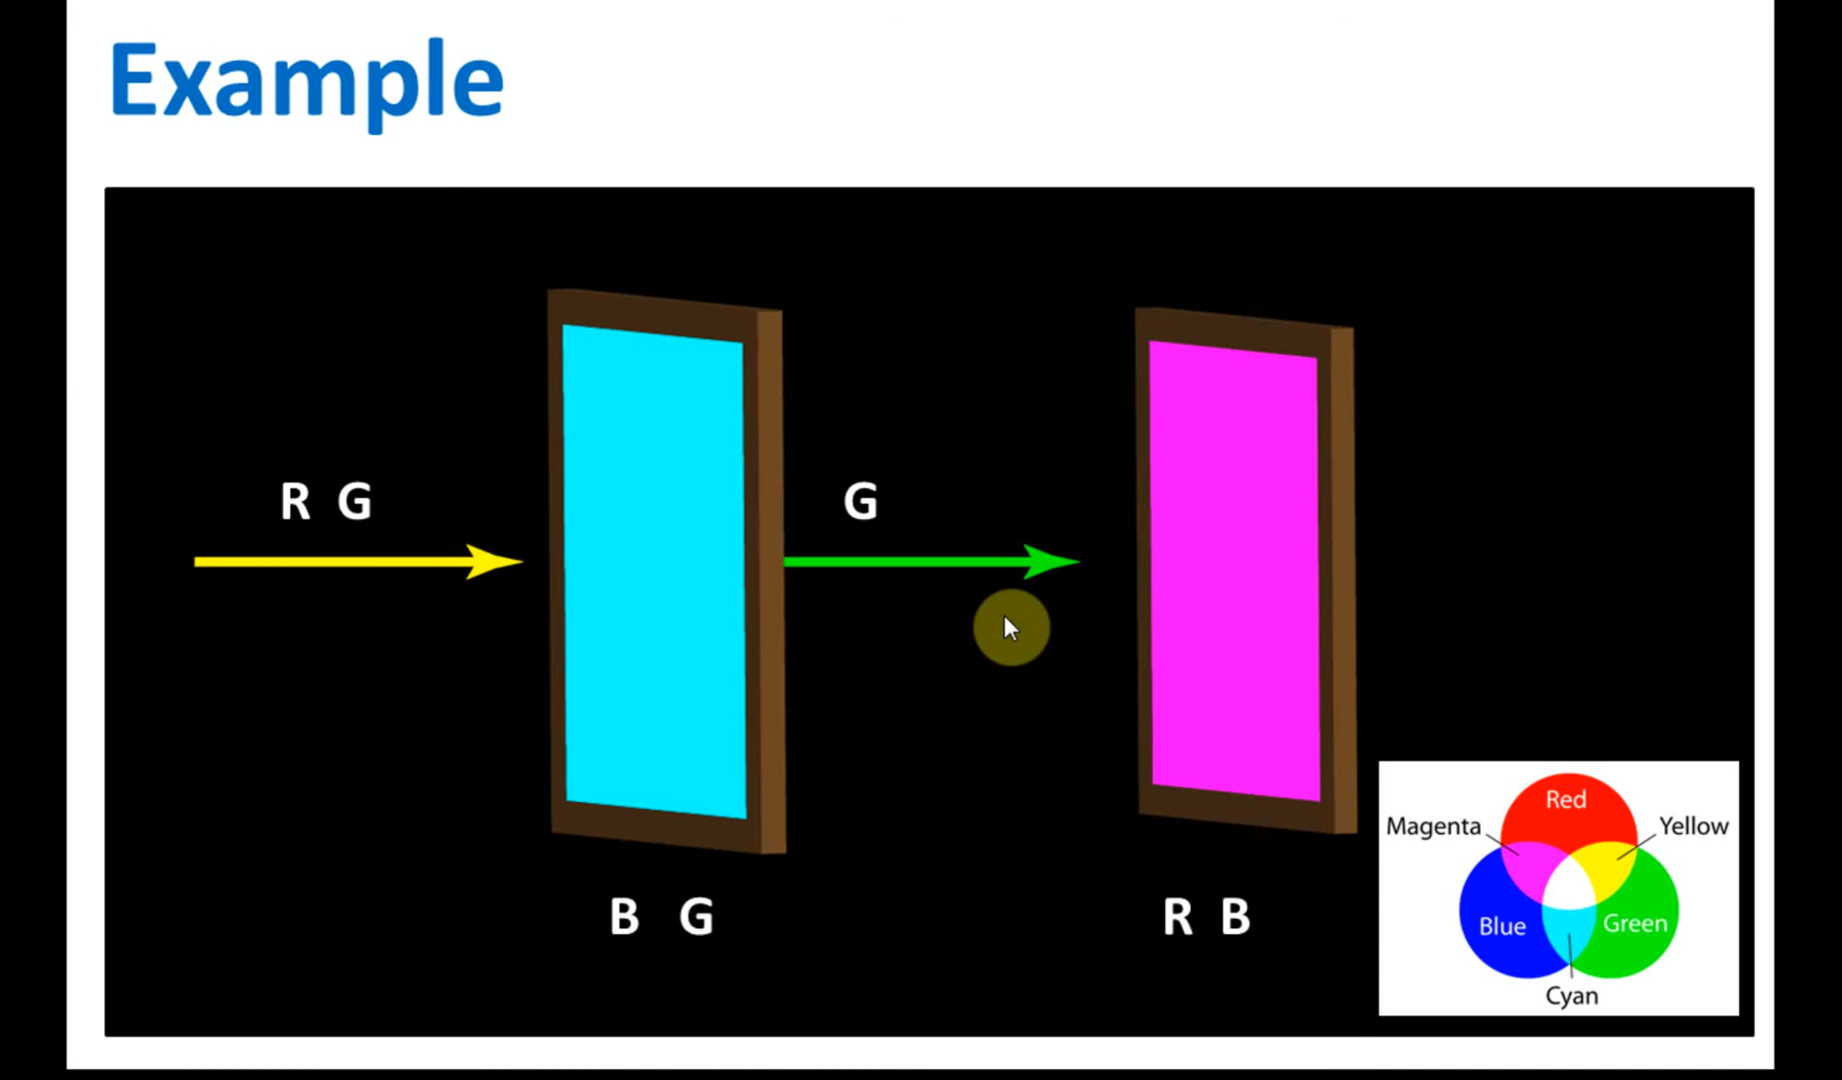 Example
R G
G
B G
R B
Red
Magenta
Yellow
Blue
Green
Cyan